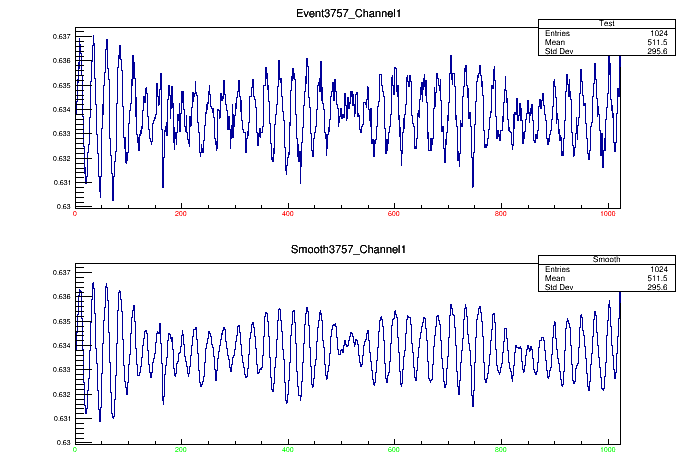 Event3757_Channel1
Test
Entries 1024
Mean 511.5
Std Dev 295.6
0.637
0.636
0.635
0.634
0.633
0.632
0.631
0.63
0 200 400 600 800 1000
Smooth3757_Channel1
Smooth
Entries 1024
Mean 511.5
Std Dev 295.6
0.637
0.636
0.635
0.634
0.633
0.632
0.631
0.63
0 200 400 600 800 1000